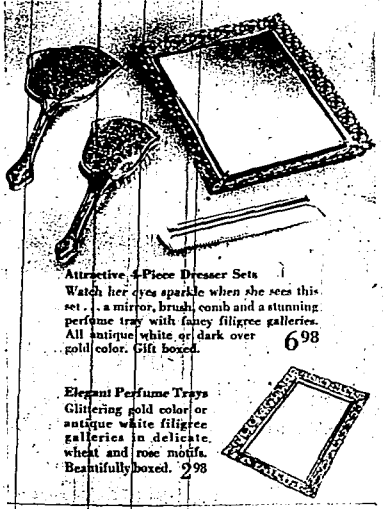 Attractive 4-Piece Dresser Sets
Watch her eyes sparkle when she sees this
set... a mirror, brush, comb and a stunning
perfume tray with fancy filigree galleries.
All antique white or dark over
gold color. Gift boxed. 6 98
Elegant Perfume Trays
Glittering gold color or
antique white filigree
galleries in delicate
wheat and rose motifs.
Beautifully boxed. 2 98